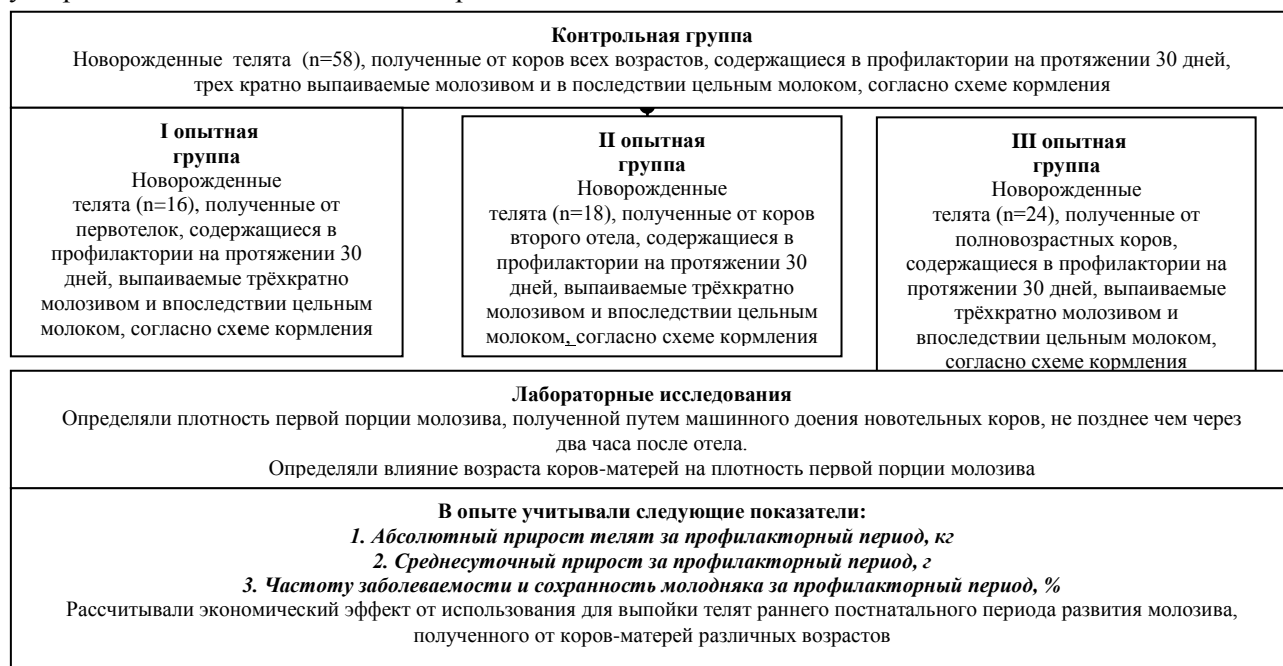 Контрольная группа
Новорожденные телята (n=58), полученные от коров всех возрастов, содержащиеся в профилактории на протяжении 30 дней,
трех кратно выпаиваемые молозивом и в последствии цельным молоком, согласно схеме кормления
I опытная
группа
Новорожденные
телята (n=16), полученные от
первотелок, содержащиеся в
профилактории на протяжении 30
дней, выпаиваемые трёхкратно
молозивом и впоследствии цельным
молоком, согласно схеме кормления
II опытная
группа
Новорожденные
телята (n=18), полученные от коров
второго отела, содержащиеся в
профилактории на протяжении 30
дней, выпаиваемые трёхкратно
молозивом и впоследствии цельным
молоком, согласно схеме кормления
III опытная
группа
Новорожденные
телята (n=24), полученные от
полновозрастных коров,
содержащиеся в профилактории на
протяжении 30 дней, выпаиваемые
трёхкратно молозивом и
впоследствии цельным молоком,
согласно схеме кормления
Лабораторные исследования
Определяли плотность первой порции молозива, полученной путем машинного доения новотельных коров, не позднее чем через
два часа после отела.
Определяли влияние возраста коров-матерей на плотность первой порции молозива
В опыте учитывали следующие показатели:
1. Абсолютный прирост телят за профилакторный период, кг
2. Среднесуточный прирост за профилакторный период, г
3. Частоту заболеваемости и сохранность молодняка за профилакторный период, %
Рассчитывали экономический эффект от использования для выпойки телят раннего постнатального периода развития молозива,
полученного от коров-матерей различных возрастов